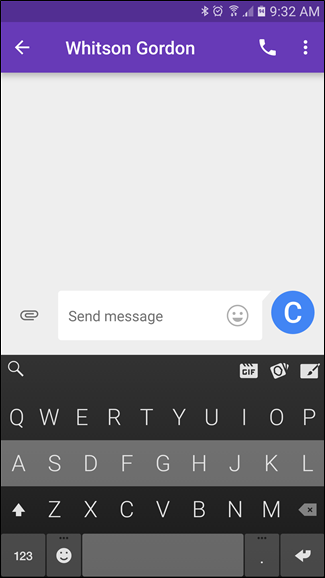 9:32 AM
Whitson Gordon
Send message
C
GIF
Q W E R T Y U I O P
A S D F G H J K L
Z X C V B N M
123 .